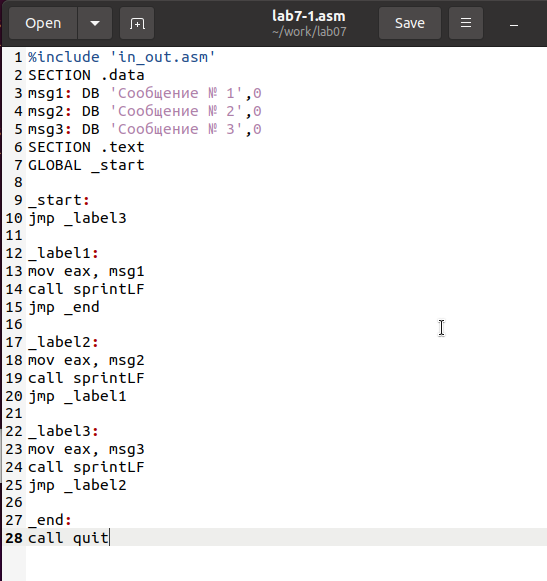 Open
lab7-1.asm
~/work/lab07
Save
1 %include 'in_out.asm'
2 SECTION .data
3 msg1: DB 'Сообщение № 1',0
4 msg2: DB 'Сообщение № 2',0
5 msg3: DB 'Сообщение № 3',0
6 SECTION .text
7 GLOBAL _start
8
9 _start:
10 jmp _label3
11
12 _label1:
13 mov eax, msg1
14 call sprintLF
15 jmp _end
16
17 _label2:
18 mov eax, msg2
19 call sprintLF
20 jmp _label1
21
22 _label3:
23 mov eax, msg3
24 call sprintLF
25 jmp _label2
26
27 _end:
28 call quit